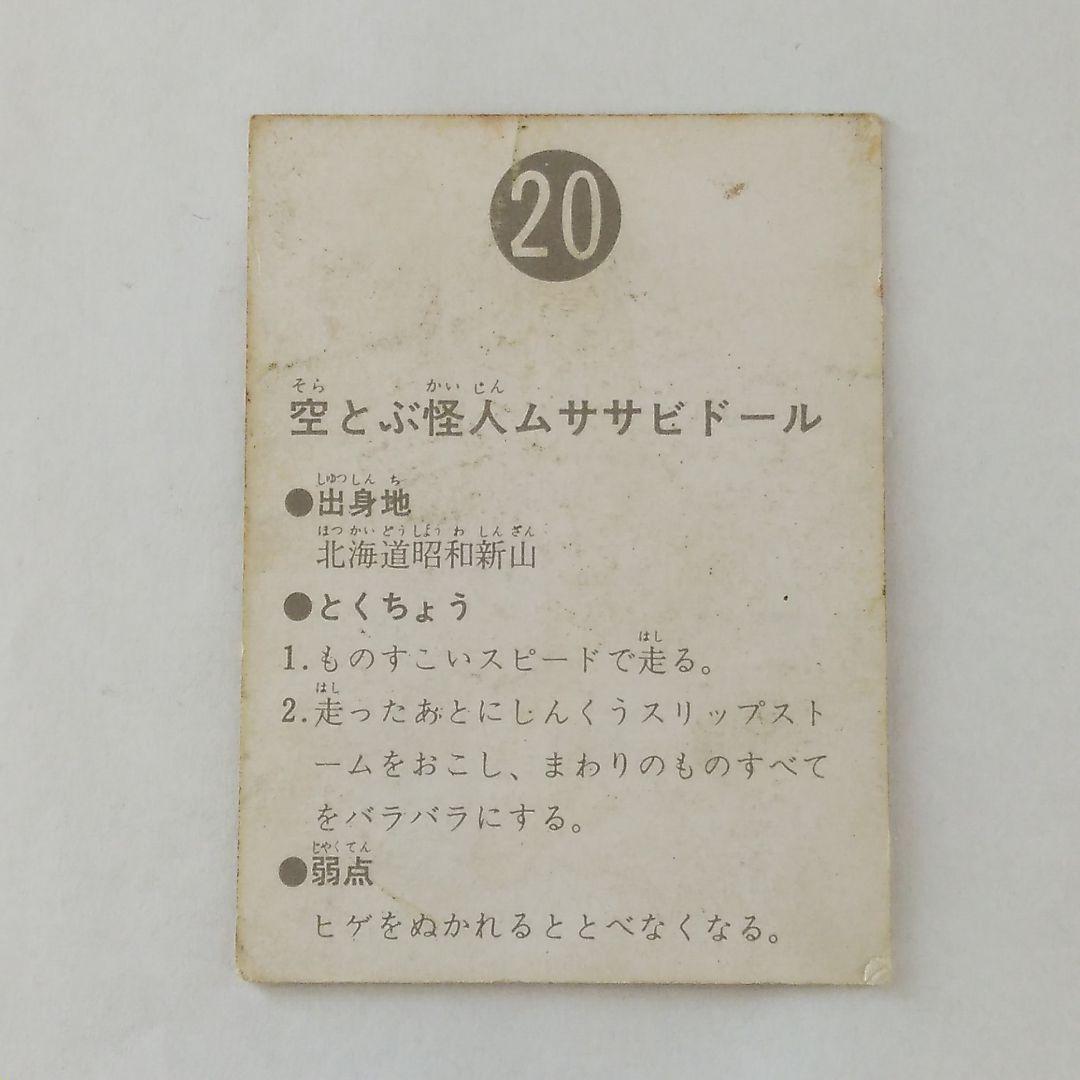 20
そら かいじん
空とぶ怪人ムササビドール
しゅつしんち
●出身地
ほつかいどうしようわしんざん
北海道昭和新山
●とくちょう
はし
1.ものすこいスピードで走る。
はし
2.走ったあとにしんくうスリップスト
ームをおこし、まわりのものすべて
をバラバラにする。
じやくてん
●弱点
ヒゲをぬかれるととべなくなる。